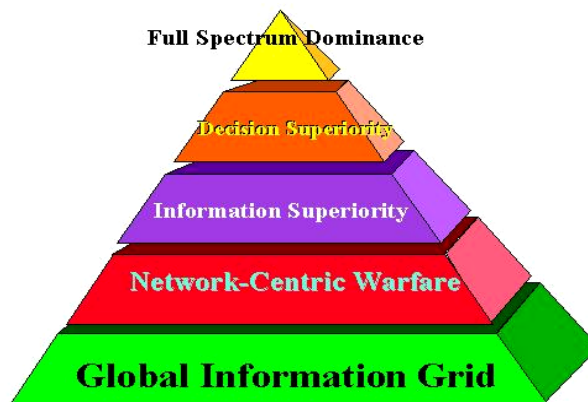 Full Spectrum Dominance
Decision Superiority
Information Superiority
Network-Centric Warfare
Global Information Grid